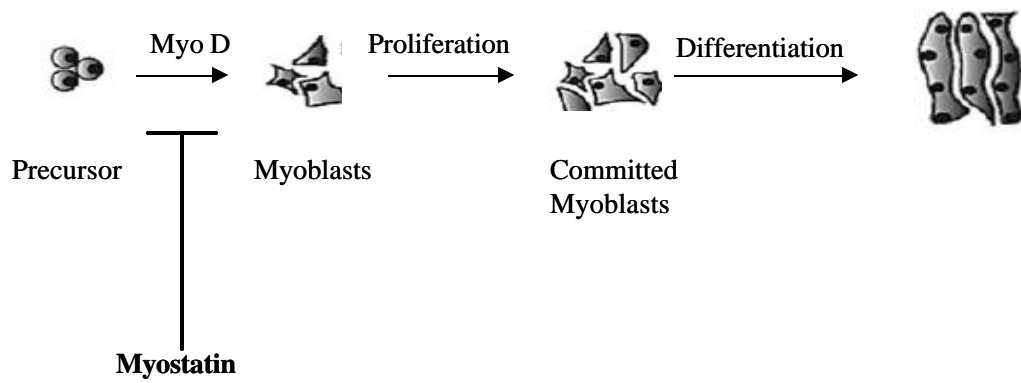 Myo D
Proliferation
Differentiation
Precursor
Myoblasts
Committed
Myoblasts
Myostatin